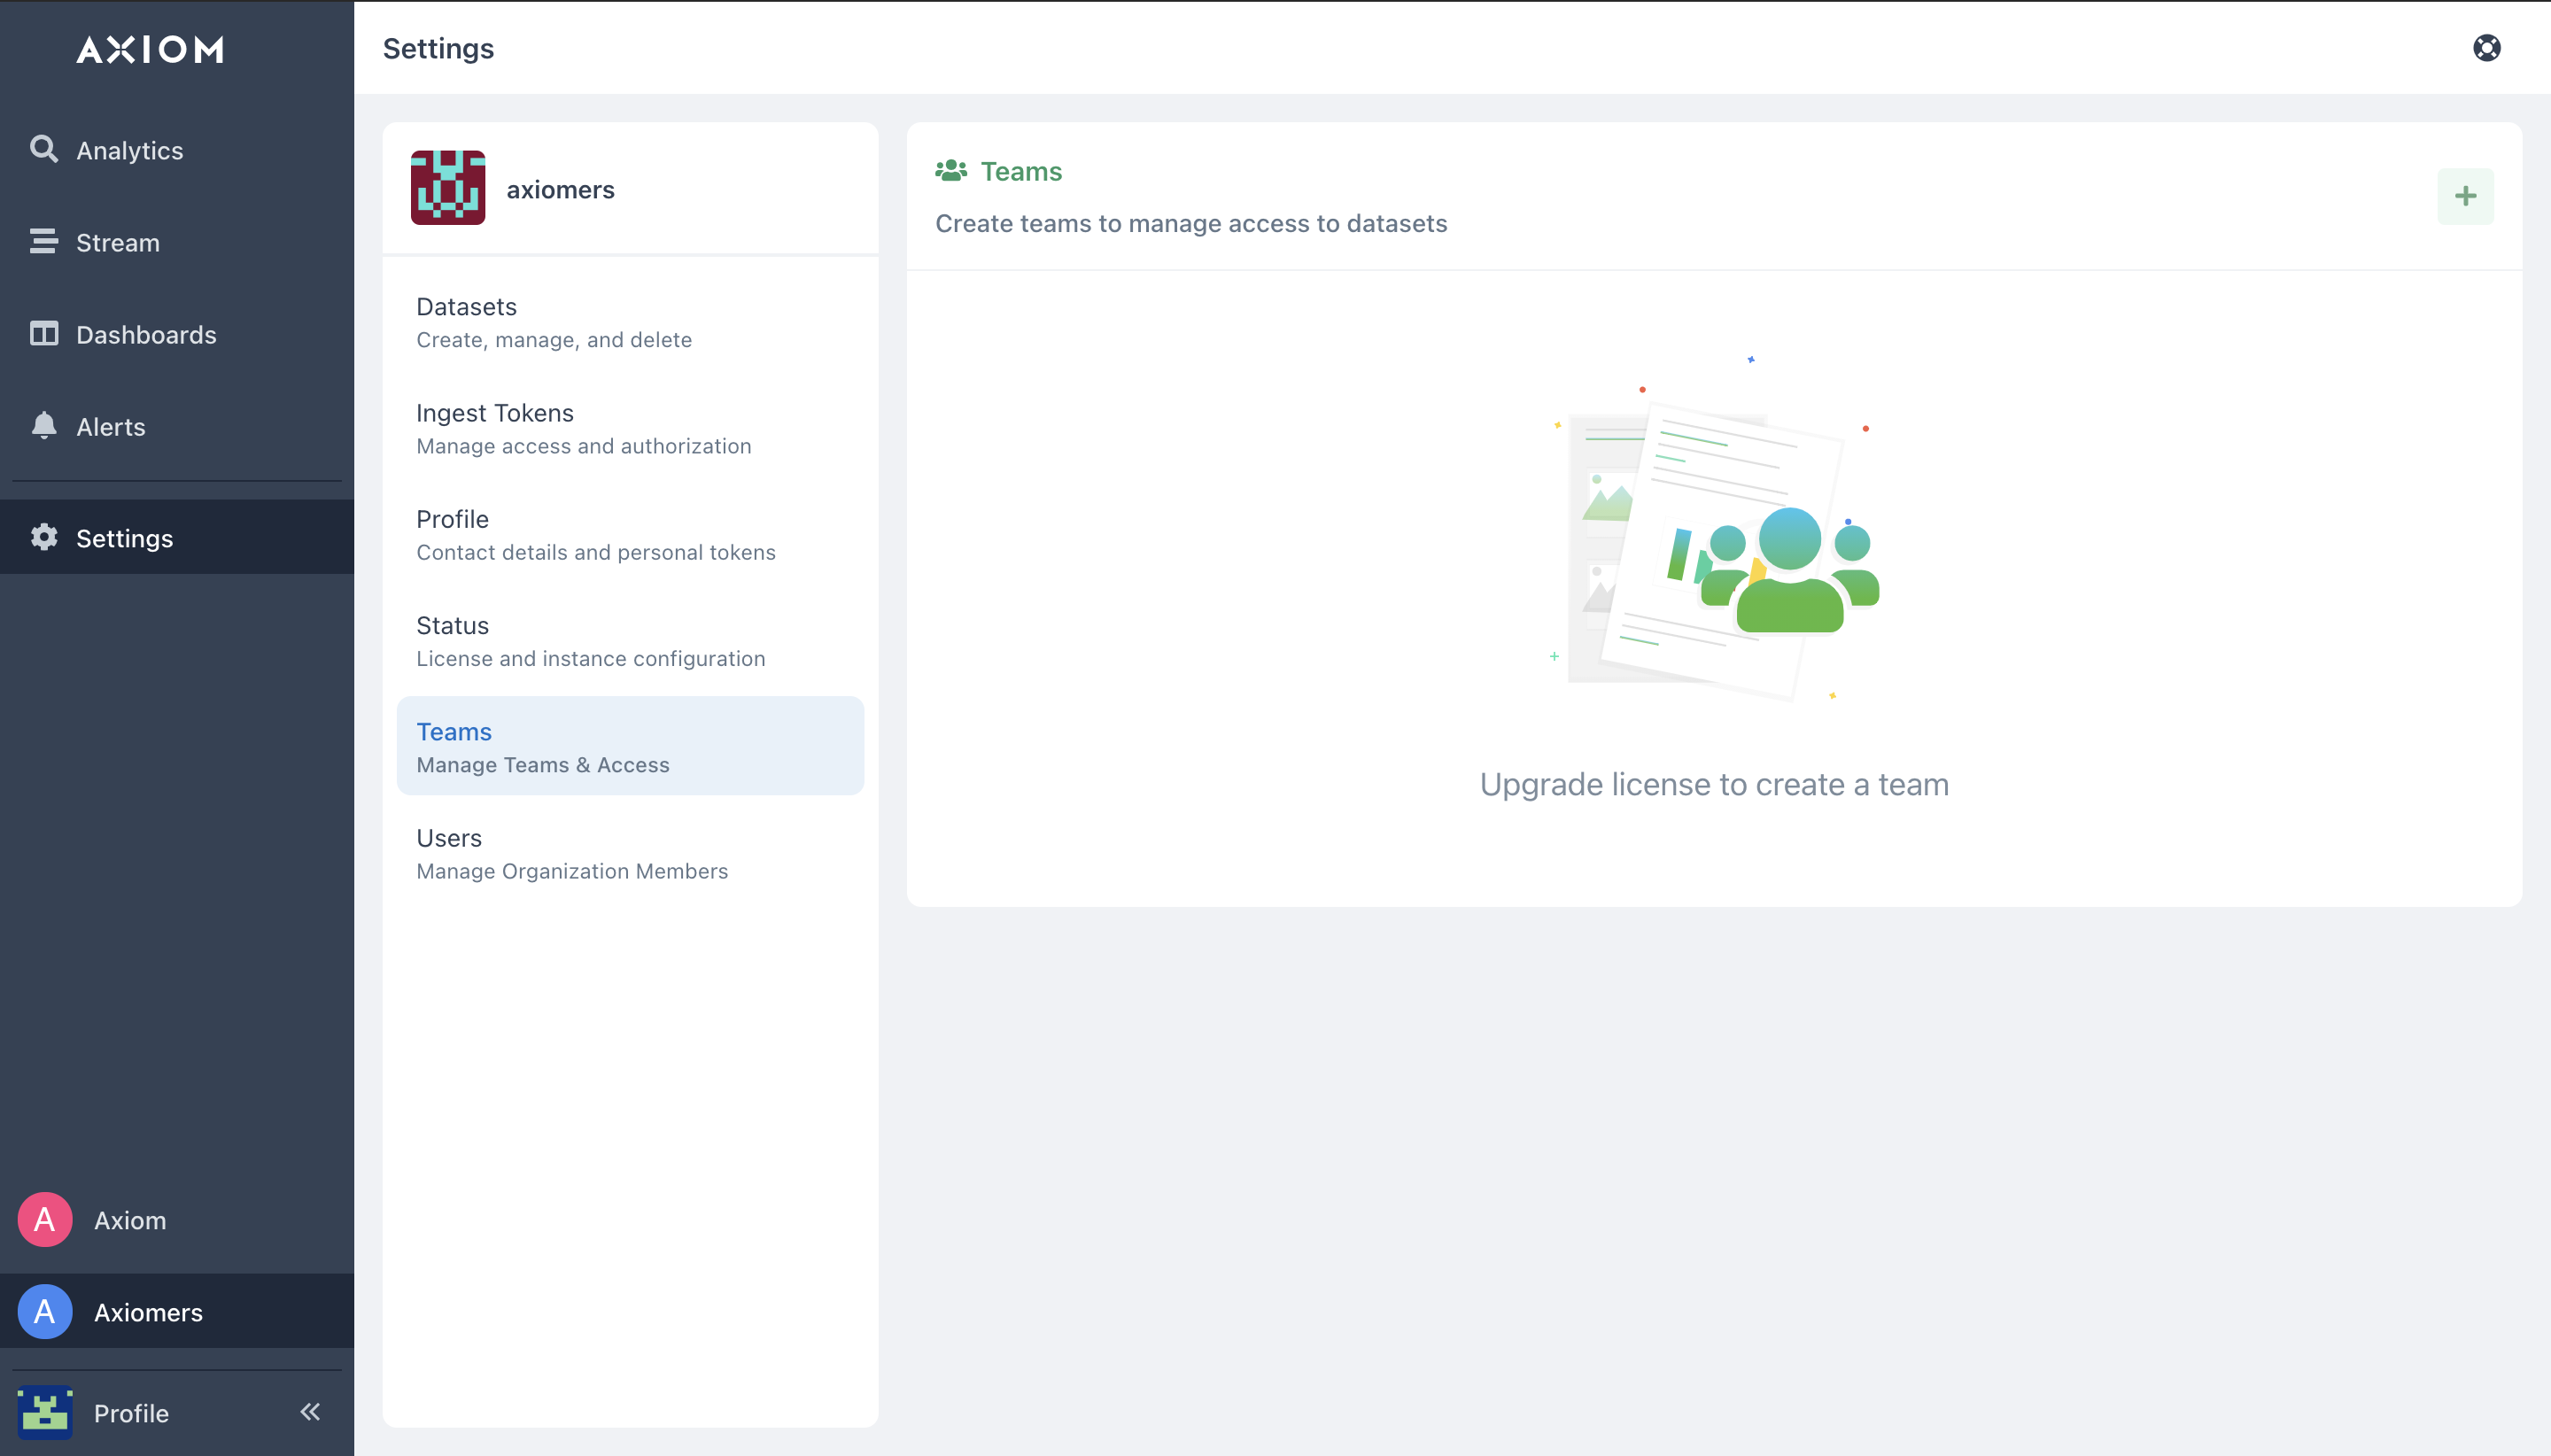 AXIOM
Analytics
Stream
Dashboards
Alerts
Settings
A Axiom
A Axiomers
Profile
Settings
axiomers
Datasets
Create, manage, and delete
Ingest Tokens
Manage access and authorization
Profile
Contact details and personal tokens
Status
License and instance configuration
Teams
Manage Teams & Access
Users
Manage Organization Members
Teams
Create teams to manage access to datasets
Upgrade license to create a team